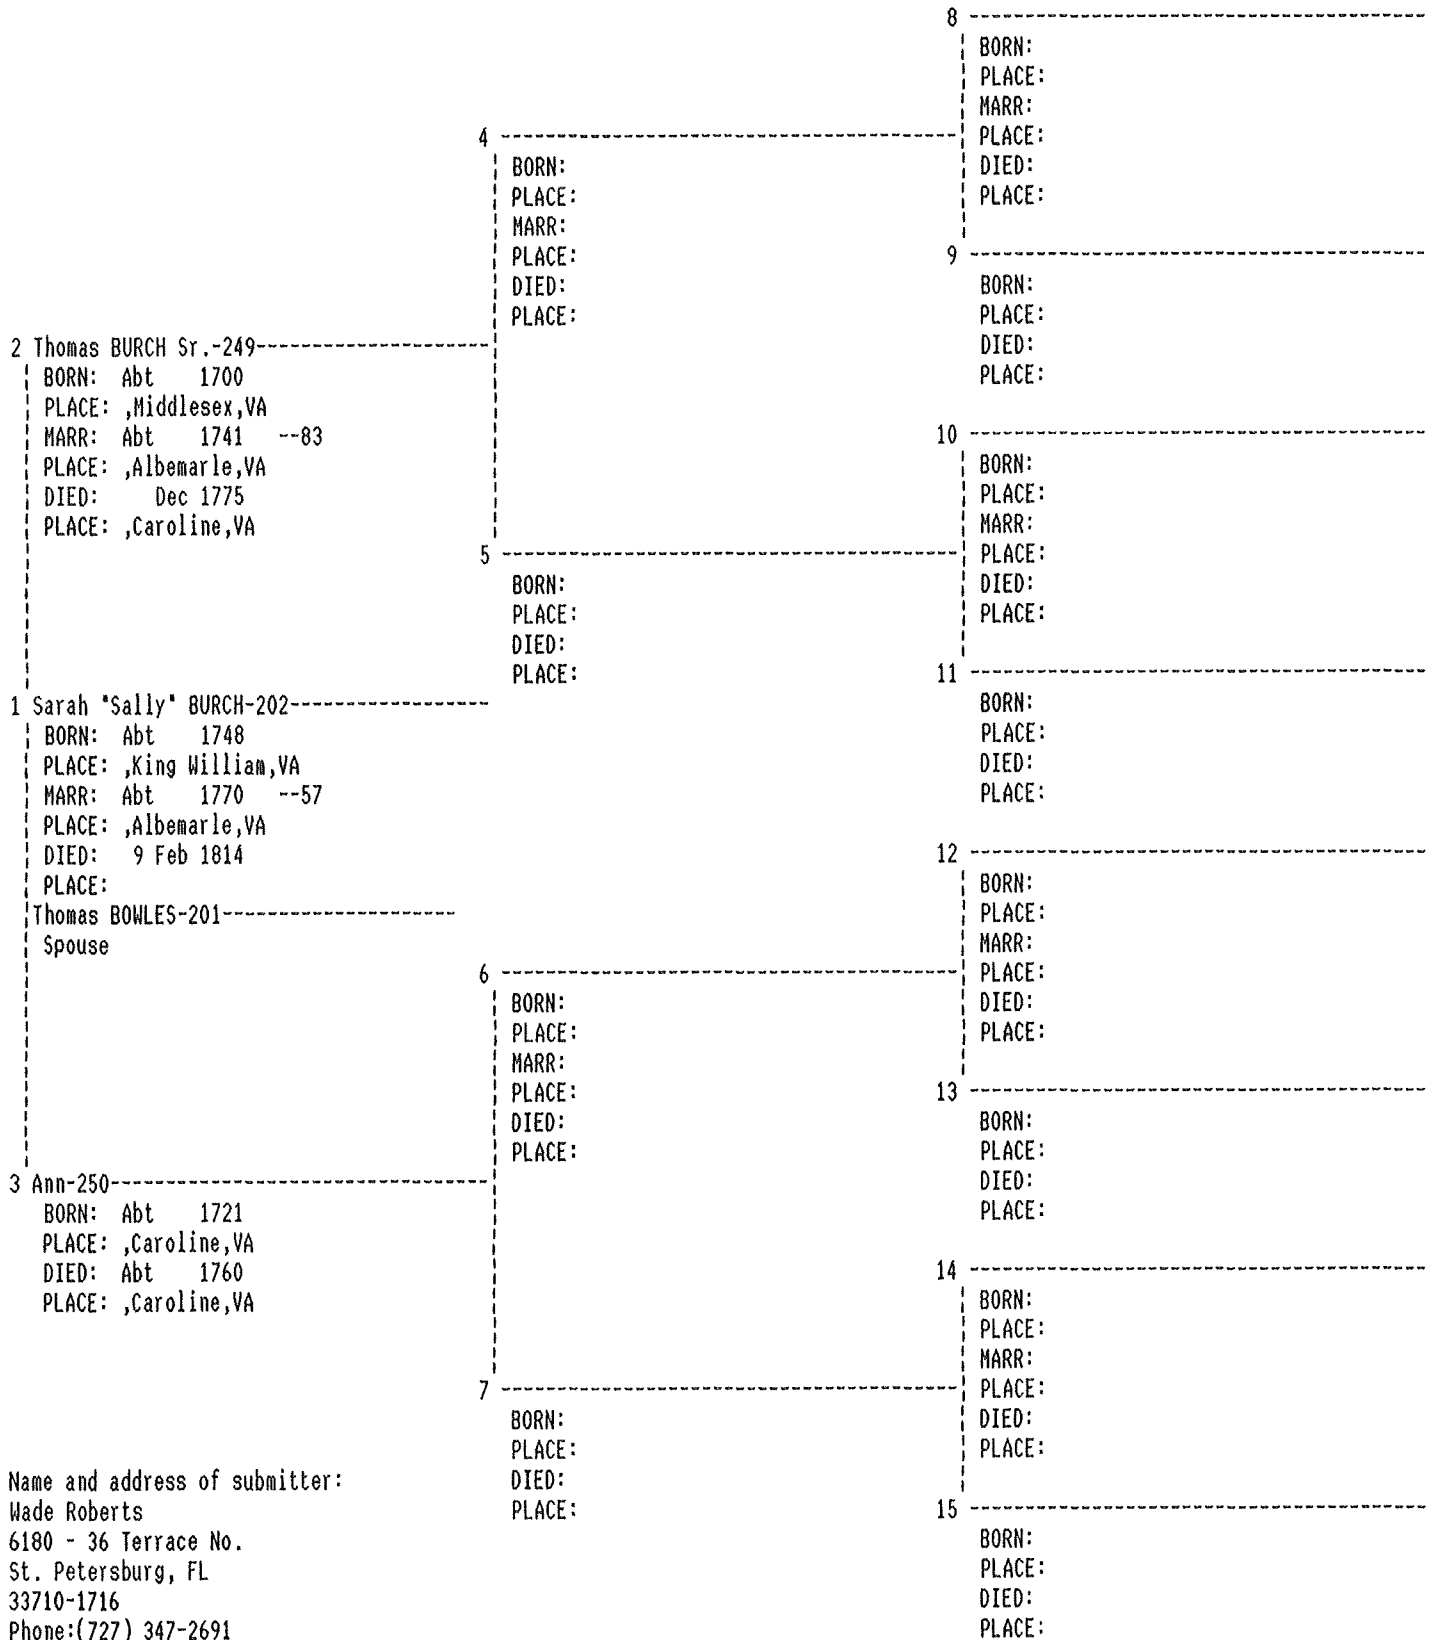 8
BORN:
PLACE:
MARR:
PLACE:
DIED:
PLACE:
4
BORN:
PLACE:
MARR:
PLACE:
DIED:
PLACE:
9
BORN:
PLACE:
DIED:
PLACE:
2 Thomas BURCH Sr.-249
BORN: Abt 1700
PLACE: ,Middlesex,VA
MARR: Abt 1741 --83
PLACE: ,Albemarle,VA
DIED: Dec 1775
PLACE: ,Caroline,VA
10
BORN:
PLACE:
MARR:
PLACE:
DIED:
PLACE:
5
BORN:
PLACE:
DIED:
PLACE:
11
BORN:
PLACE:
DIED:
PLACE:
1 Sarah "Sally" BURCH-202
BORN: Abt 1748
PLACE: ,King William,VA
MARR: Abt 1770 --57
PLACE: ,Albemarle,VA
DIED: 9 Feb 1814
PLACE:
Thomas BOWLES-201
Spouse
12
BORN:
PLACE:
MARR:
PLACE:
DIED:
PLACE:
6
BORN:
PLACE:
MARR:
PLACE:
DIED:
PLACE:
13
BORN:
PLACE:
DIED:
PLACE:
3 Ann-250
BORN: Abt 1721
PLACE: ,Caroline,VA
DIED: Abt 1760
PLACE: ,Caroline,VA
14
BORN:
PLACE:
MARR:
PLACE:
DIED:
PLACE:
7
BORN:
PLACE:
DIED:
PLACE:
15
BORN:
PLACE:
DIED:
PLACE:
Name and address of submitter:
Wade Roberts
6180 - 36 Terrace No.
St. Petersburg, FL
33710-1716
Phone:(727) 347-2691